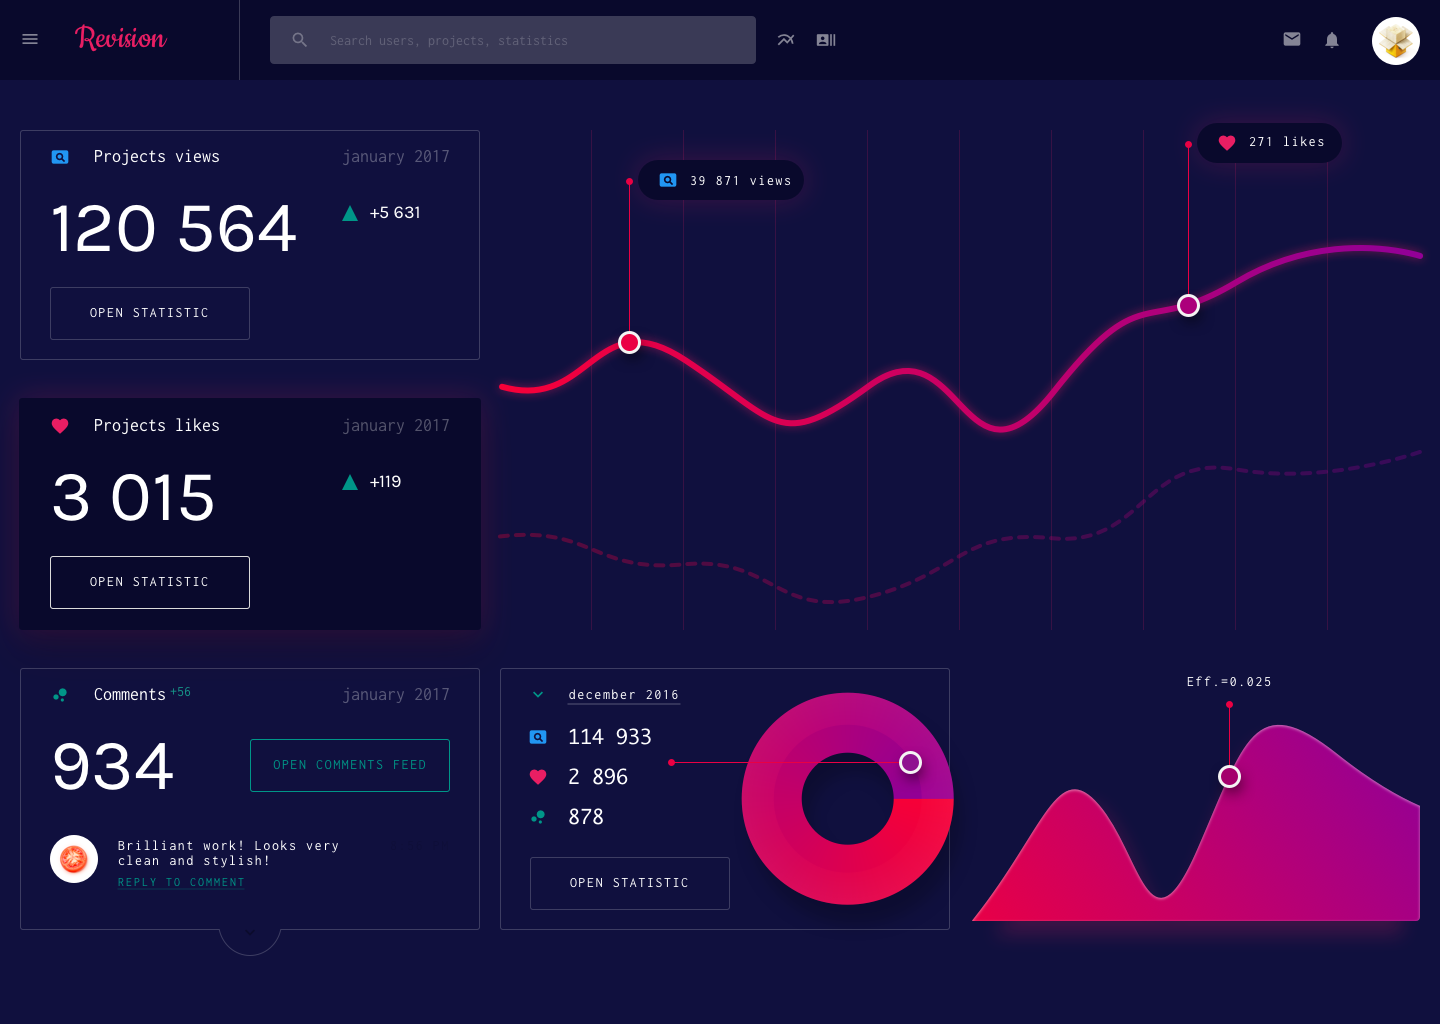 Revision
Search users, projects, statistics
Projects views
january 2017
120 564
+5 631
OPEN STATISTIC
39 871 views
271 likes
Projects likes
january 2017
3 015
+119
OPEN STATISTIC
Comments +56
january 2017
934
OPEN COMMENTS FEED
Brilliant work! Looks very
clean and stylish!
REPLY TO COMMENT
december 2016
114 933
2 896
878
OPEN STATISTIC
Eff.=0.025